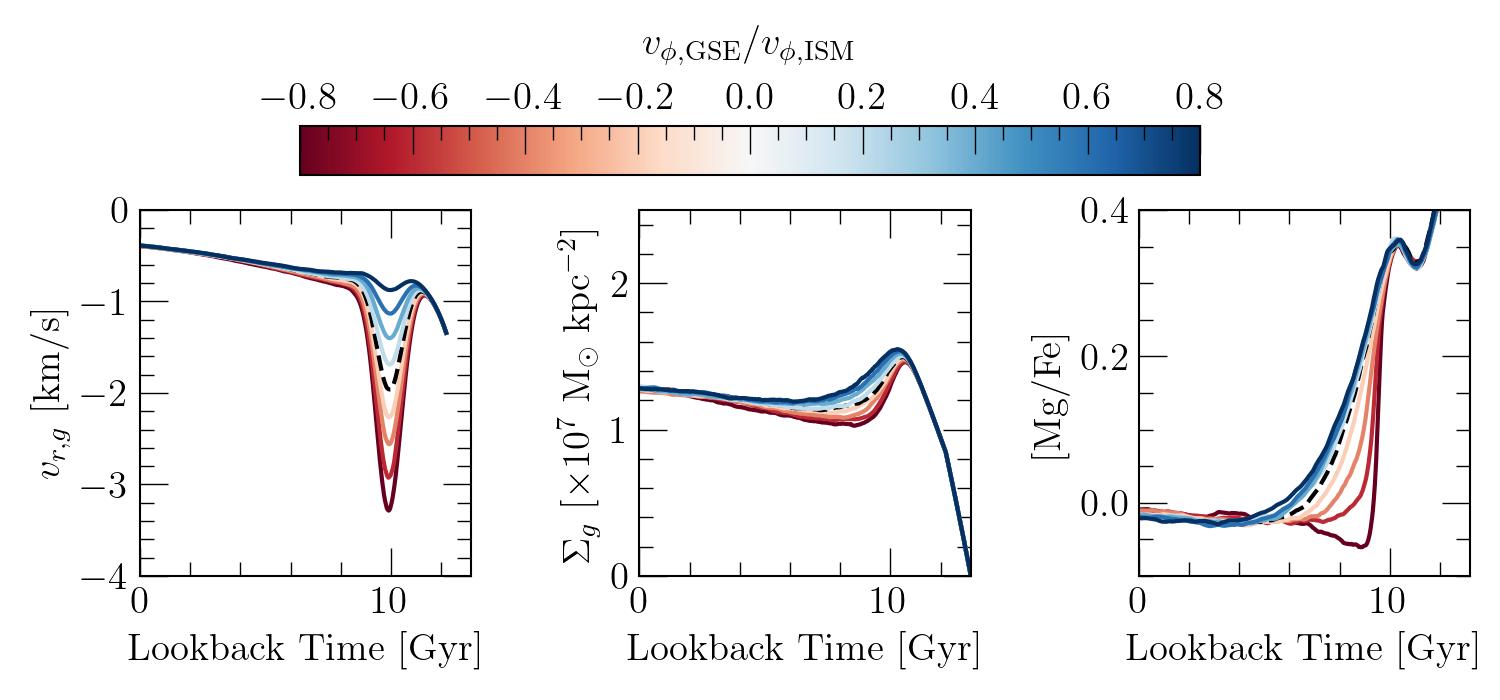 v_{ϕ,GSE}/v_{ϕ,ISM}
−0.8 −0.6 −0.4 −0.2 0.0 0.2 0.4 0.6 0.8
0
−1
−2
−3
−4
v_{r,g} [km/s]
0 10
Lookback Time [Gyr]
2
1
0
Σ_g [×10^7 M_⊙ kpc^{−2}]
0 10
Lookback Time [Gyr]
0.4
0.2
0.0
[Mg/Fe]
0 10
Lookback Time [Gyr]